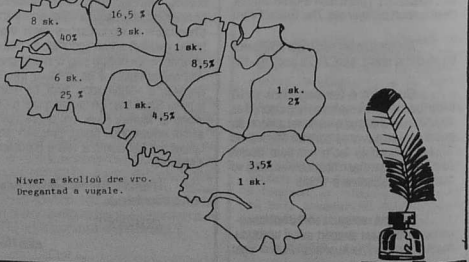 8 sk.
40%
16,5 %
3 sk.
1 sk.
8,5%
6 sk.
25 %
1 sk.
4,5%
1 sk.
2%
3,5%
1 sk.
Niver a skolioù dre vro.
Dregantad a vugale.